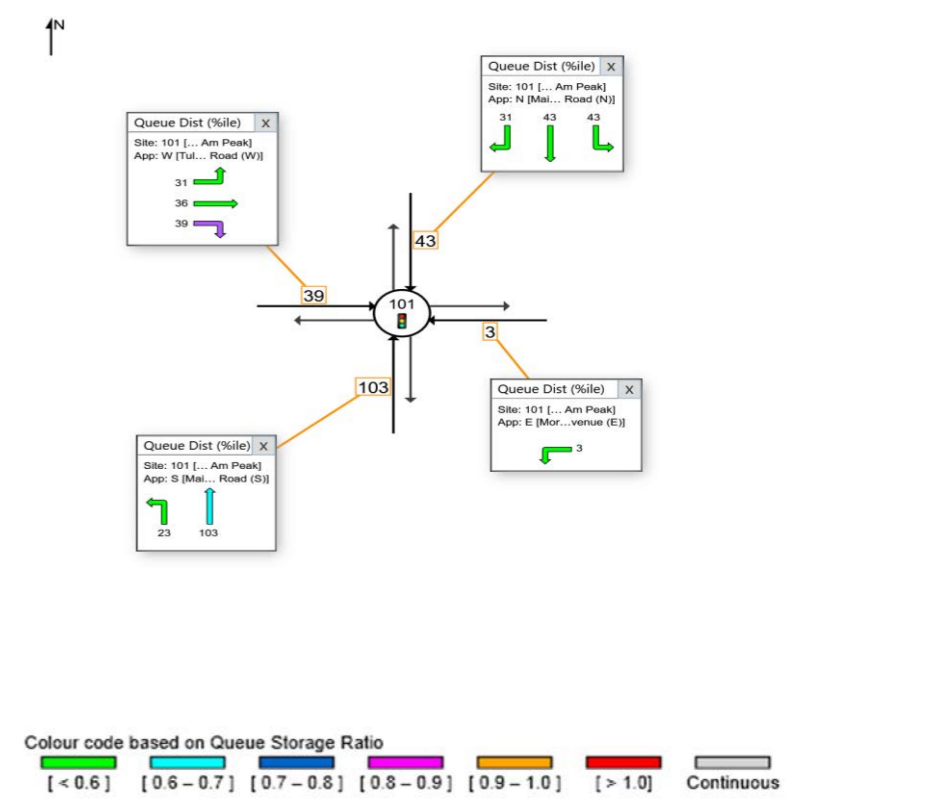 N
Queue Dist (%ile) X
Site: 101 [... Am Peak]
App: N [Mai... Road (N)]
31 43 43
Queue Dist (%ile) X
Site: 101 [... Am Peak]
App: W [Tul... Road (W)]
31
36
39
43
39
101
3
103
Queue Dist (%ile) X
Site: 101 [... Am Peak]
App: E [Mor...venue (E)]
3
Queue Dist (%ile) X
Site: 101 [... Am Peak]
App: S [Mai... Road (S)]
23 103
Colour code based on Queue Storage Ratio
[ < 0.6 ] [ 0.6 – 0.7 ] [ 0.7 – 0.8 ] [ 0.8 – 0.9 ] [ 0.9 – 1.0 ] [ > 1.0] Continuous